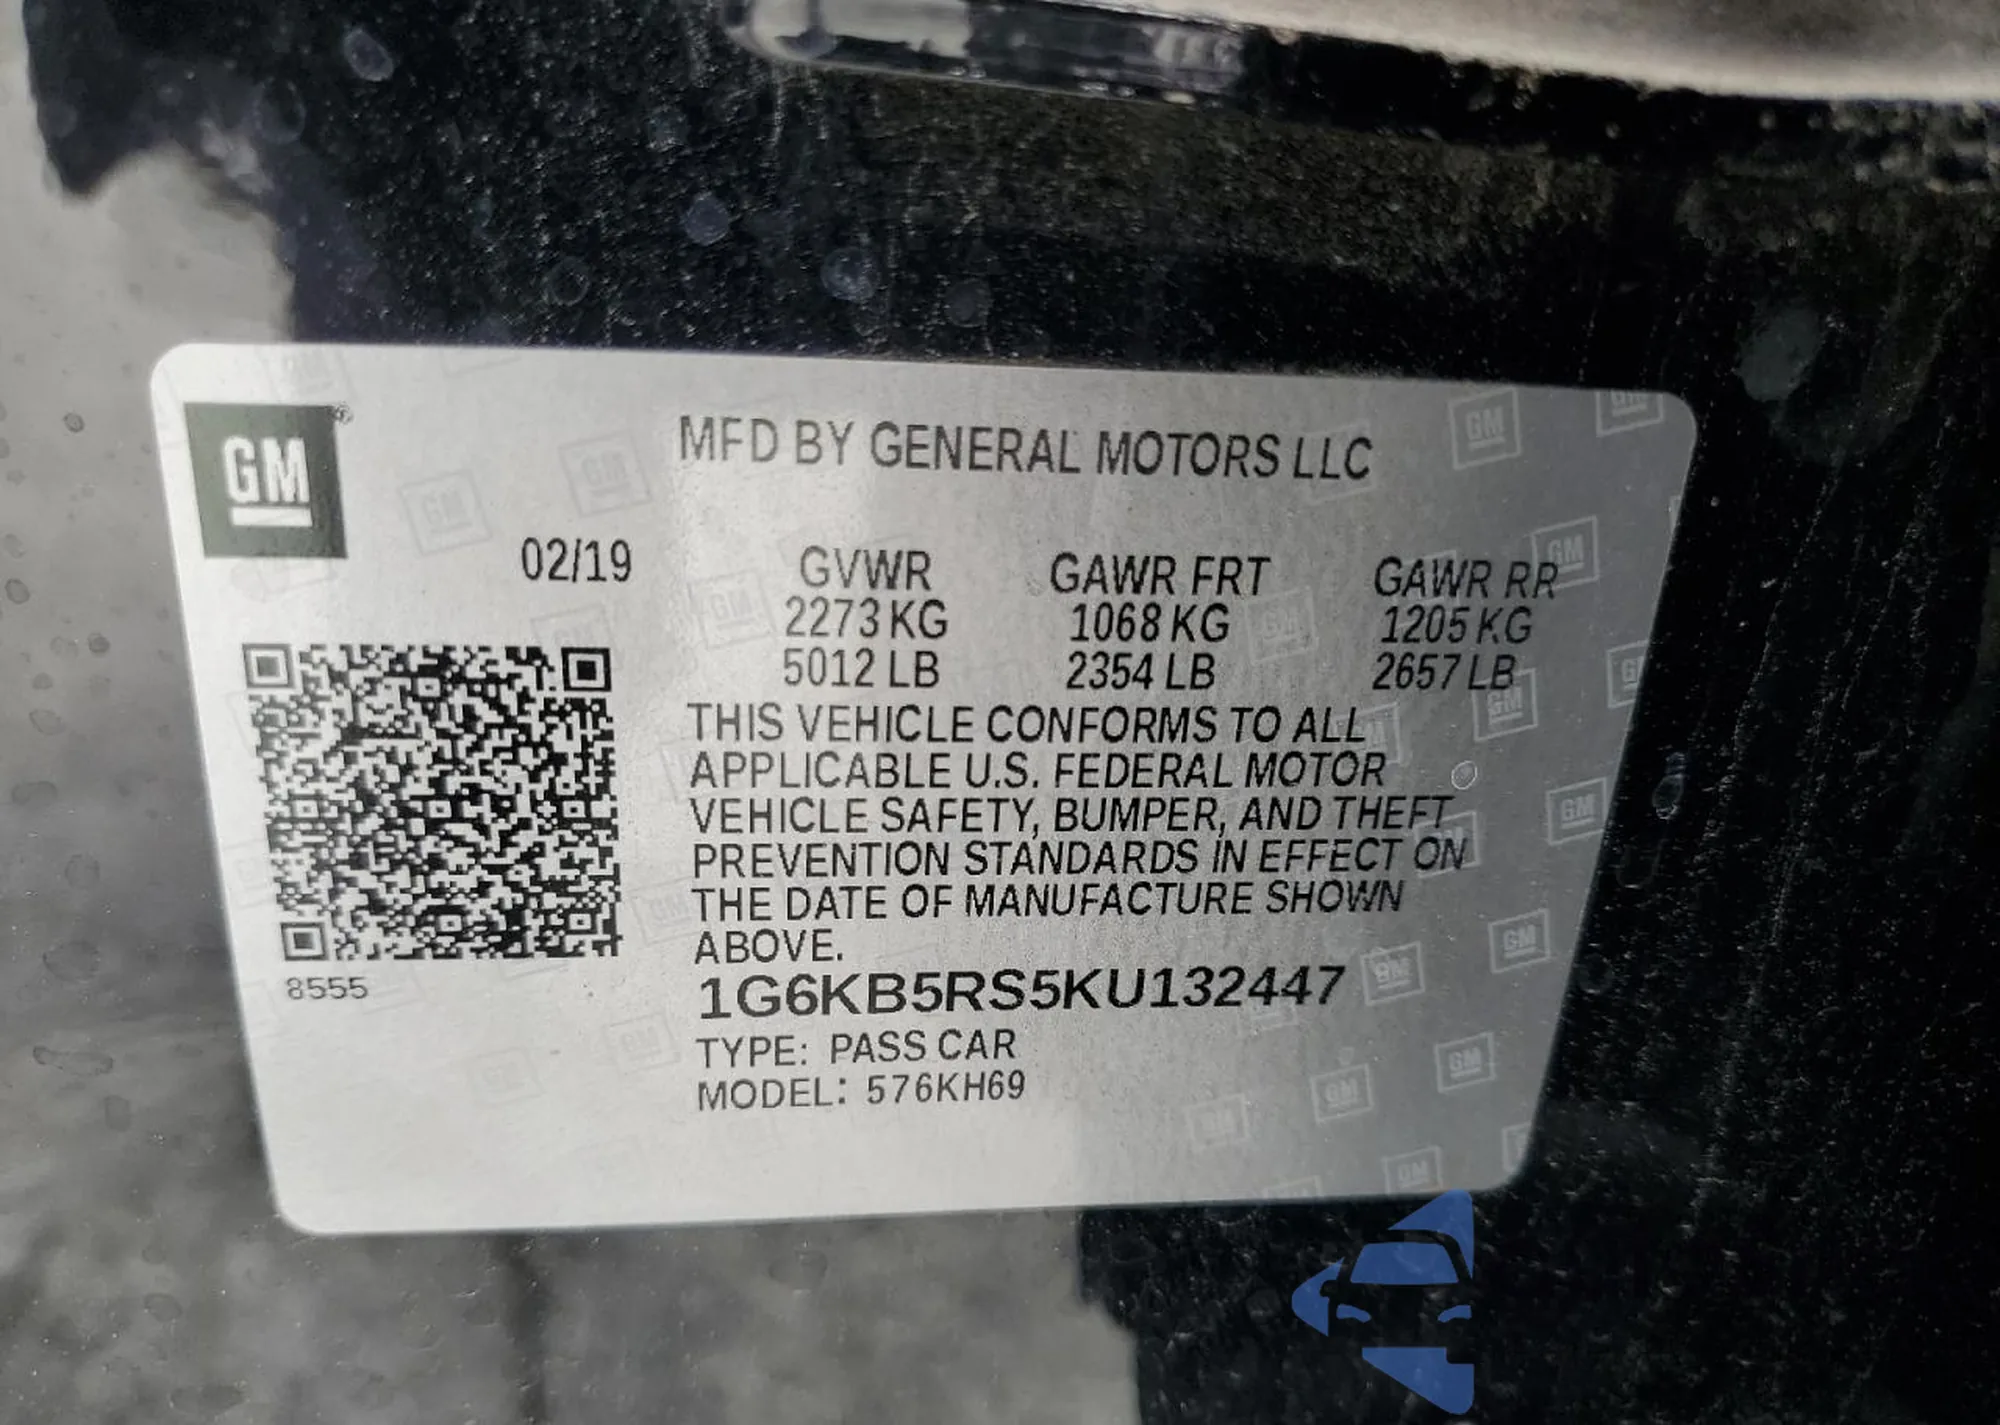 GM
MFD BY GENERAL MOTORS LLC
02/19
GVWR GAWR FRT GAWR RR
2273 KG 1068 KG 1205 KG
5012 LB 2354 LB 2657 LB
THIS VEHICLE CONFORMS TO ALL
APPLICABLE U.S. FEDERAL MOTOR
VEHICLE SAFETY, BUMPER, AND THEFT
PREVENTION STANDARDS IN EFFECT ON
THE DATE OF MANUFACTURE SHOWN
ABOVE.
8555
1G6KB5RS5KU132447
TYPE: PASS CAR
MODEL: 576KH69